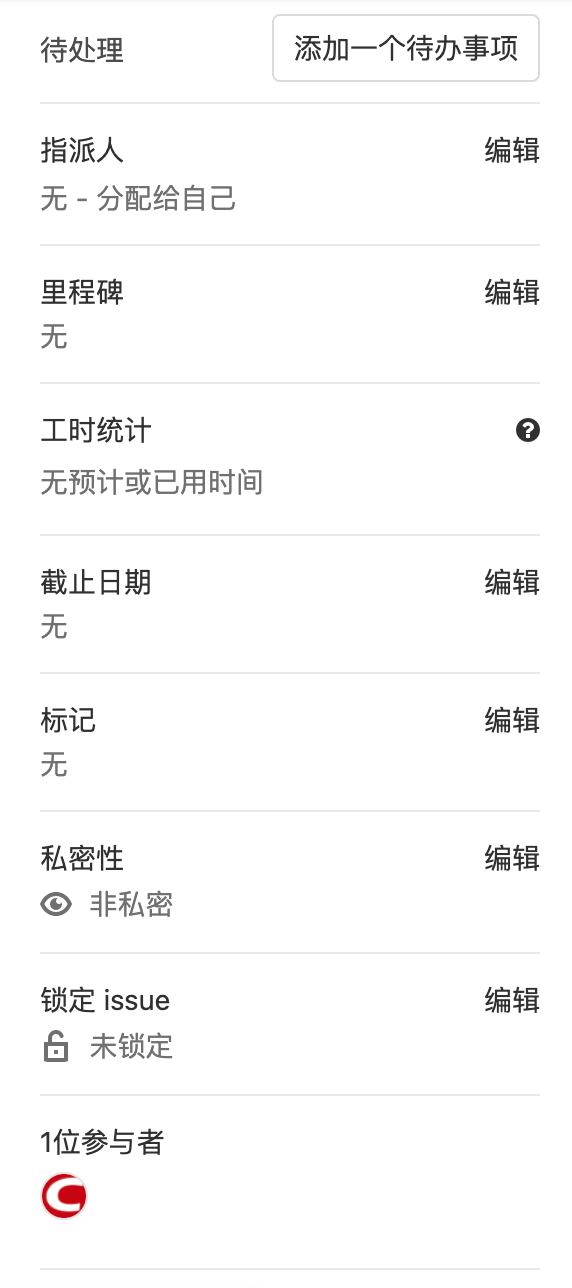 待处理 添加一个待办事项
指派人 编辑
无 - 分配给自己
里程碑 编辑
无
工时统计
无预计或已用时间
截止日期 编辑
无
标记 编辑
无
私密性 编辑
非私密
锁定 issue 编辑
未锁定
1位参与者